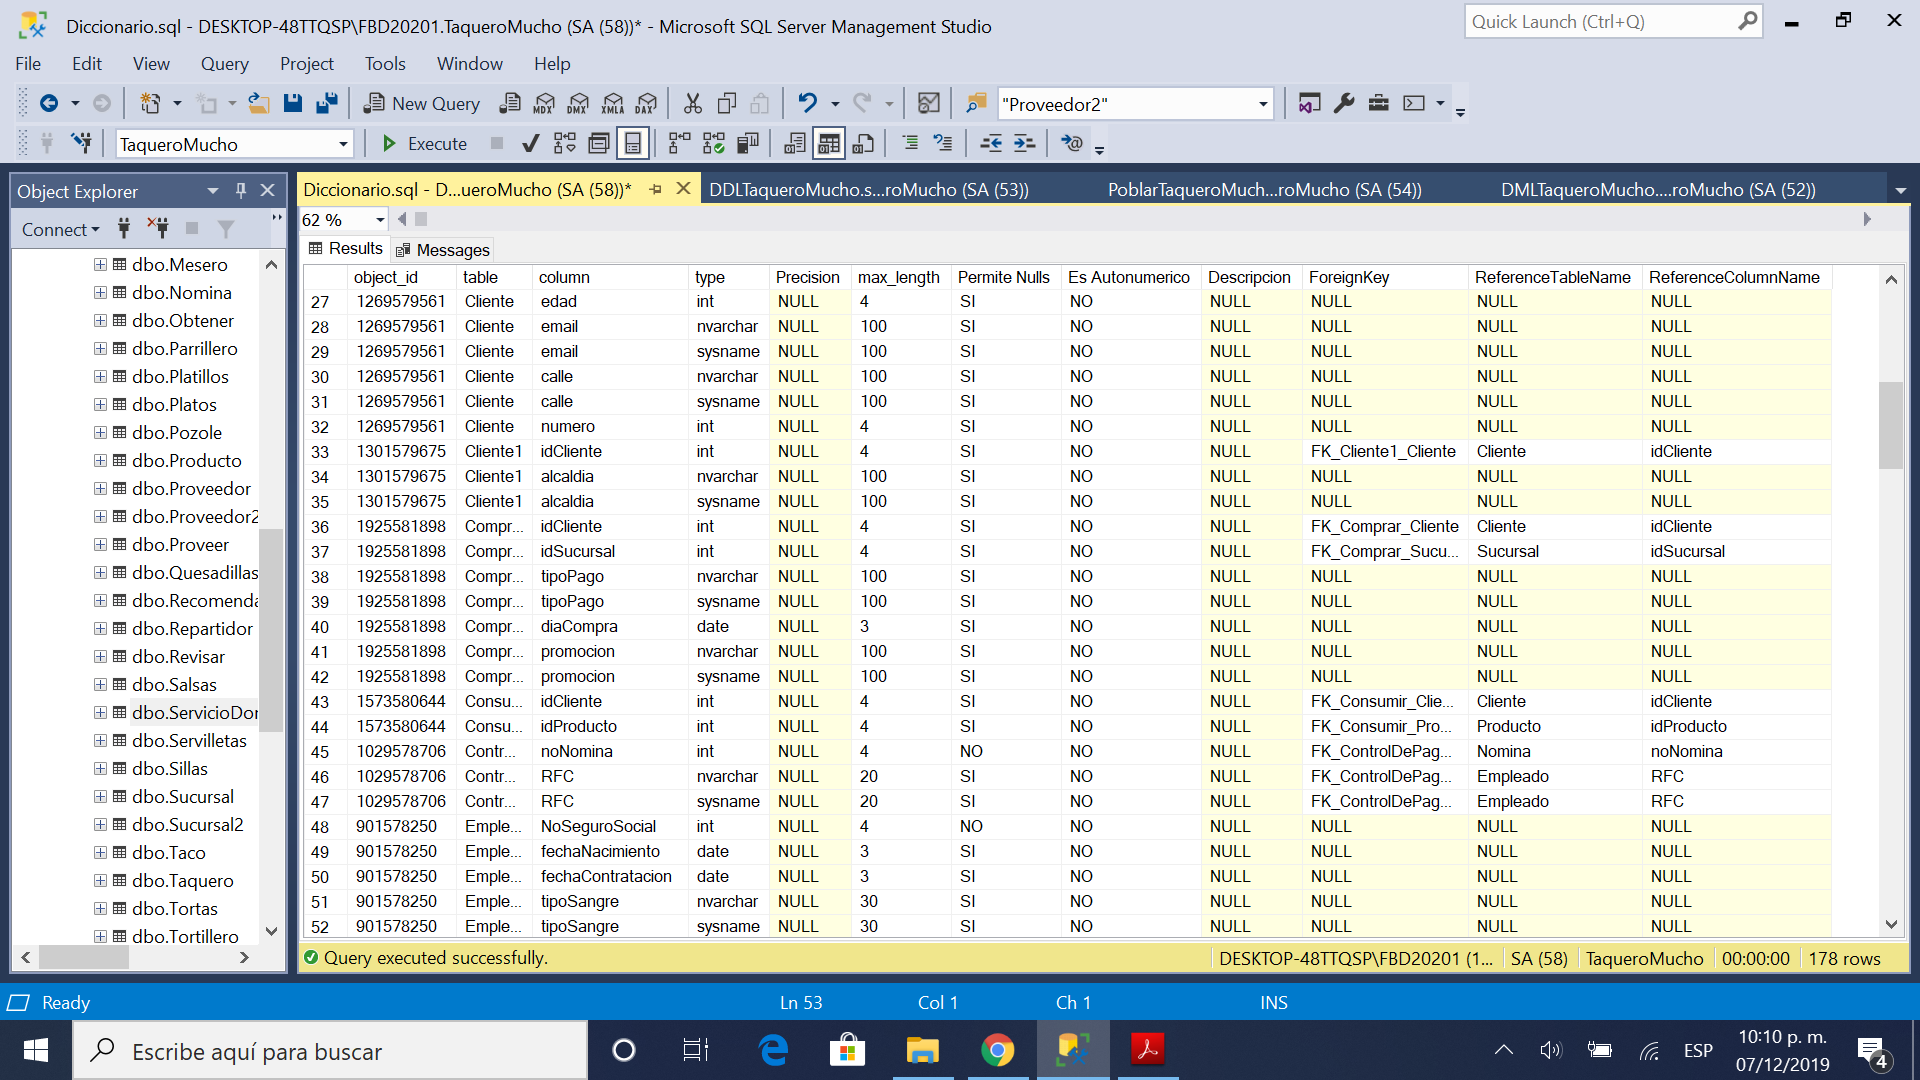 Diccionario.sql - DESKTOP-48TTQSP\FBD20201.TaqueroMucho (SA (58))* - Microsoft SQL Server Management Studio
Quick Launch (Ctrl+Q)
File Edit View Query Project Tools Window Help
New Query MDX DMX XMLA DAX "Proveedor2"
TaqueroMucho Execute
Object Explorer
Connect
dbo.Mesero
dbo.Nomina
dbo.Obtener
dbo.Parrillero
dbo.Platillos
dbo.Platos
dbo.Pozole
dbo.Producto
dbo.Proveedor
dbo.Proveedor2
dbo.Proveer
dbo.Quesadillas
dbo.Recomenda
dbo.Repartidor
dbo.Revisar
dbo.Salsas
dbo.ServicioDor
dbo.Servilletas
dbo.Sillas
dbo.Sucursal
dbo.Sucursal2
dbo.Taco
dbo.Taquero
dbo.Tortas
dbo.Tortillero
Diccionario.sql - D...ueroMucho (SA (58))* DDLTaqueroMucho.s...roMucho (SA (53)) PoblarTaqueroMuch...roMucho (SA (54)) DMLTaqueroMucho....roMucho (SA (52))
62 %
Results Messages
object_id table column type Precision max_length Permite Nulls Es Autonumerico Descripcion ForeignKey ReferenceTableName ReferenceColumnName
27 1269579561 Cliente edad int NULL 4 SI NO NULL NULL NULL NULL
28 1269579561 Cliente email nvarchar NULL 100 SI NO NULL NULL NULL NULL
29 1269579561 Cliente email sysname NULL 100 SI NO NULL NULL NULL NULL
30 1269579561 Cliente calle nvarchar NULL 100 SI NO NULL NULL NULL NULL
31 1269579561 Cliente calle sysname NULL 100 SI NO NULL NULL NULL NULL
32 1269579561 Cliente numero int NULL 4 SI NO NULL NULL NULL NULL
33 1301579675 Cliente1 idCliente int NULL 4 SI NO NULL FK_Cliente1_Cliente Cliente idCliente
34 1301579675 Cliente1 alcaldia nvarchar NULL 100 SI NO NULL NULL NULL NULL
35 1301579675 Cliente1 alcaldia sysname NULL 100 SI NO NULL NULL NULL NULL
36 1925581898 Compr... idCliente int NULL 4 SI NO NULL FK_Comprar_Cliente Cliente idCliente
37 1925581898 Compr... idSucursal int NULL 4 SI NO NULL FK_Comprar_Sucu... Sucursal idSucursal
38 1925581898 Compr... tipoPago nvarchar NULL 100 SI NO NULL NULL NULL NULL
39 1925581898 Compr... tipoPago sysname NULL 100 SI NO NULL NULL NULL NULL
40 1925581898 Compr... diaCompra date NULL 3 SI NO NULL NULL NULL NULL
41 1925581898 Compr... promocion nvarchar NULL 100 SI NO NULL NULL NULL NULL
42 1925581898 Compr... promocion sysname NULL 100 SI NO NULL NULL NULL NULL
43 1573580644 Consu... idCliente int NULL 4 SI NO NULL FK_Consumir_Clie... Cliente idCliente
44 1573580644 Consu... idProducto int NULL 4 SI NO NULL FK_Consumir_Pro... Producto idProducto
45 1029578706 Contr... noNomina int NULL 4 NO NO NULL FK_ControlDePag... Nomina noNomina
46 1029578706 Contr... RFC nvarchar NULL 20 SI NO NULL FK_ControlDePag... Empleado RFC
47 1029578706 Contr... RFC sysname NULL 20 SI NO NULL FK_ControlDePag... Empleado RFC
48 901578250 Emple... NoSeguroSocial int NULL 4 NO NO NULL NULL NULL NULL
49 901578250 Emple... fechaNacimiento date NULL 3 SI NO NULL NULL NULL NULL
50 901578250 Emple... fechaContratacion date NULL 3 SI NO NULL NULL NULL NULL
51 901578250 Emple... tipoSangre nvarchar NULL 30 SI NO NULL NULL NULL NULL
52 901578250 Emple... tipoSangre sysname NULL 30 SI NO NULL NULL NULL NULL
Query executed successfully. DESKTOP-48TTQSP\FBD20201 (1... SA (58) TaqueroMucho 00:00:00 178 rows
Ready Ln 53 Col 1 Ch 1 INS
Escribe aquí para buscar
ESP
10:10 p. m.
07/12/2019
4